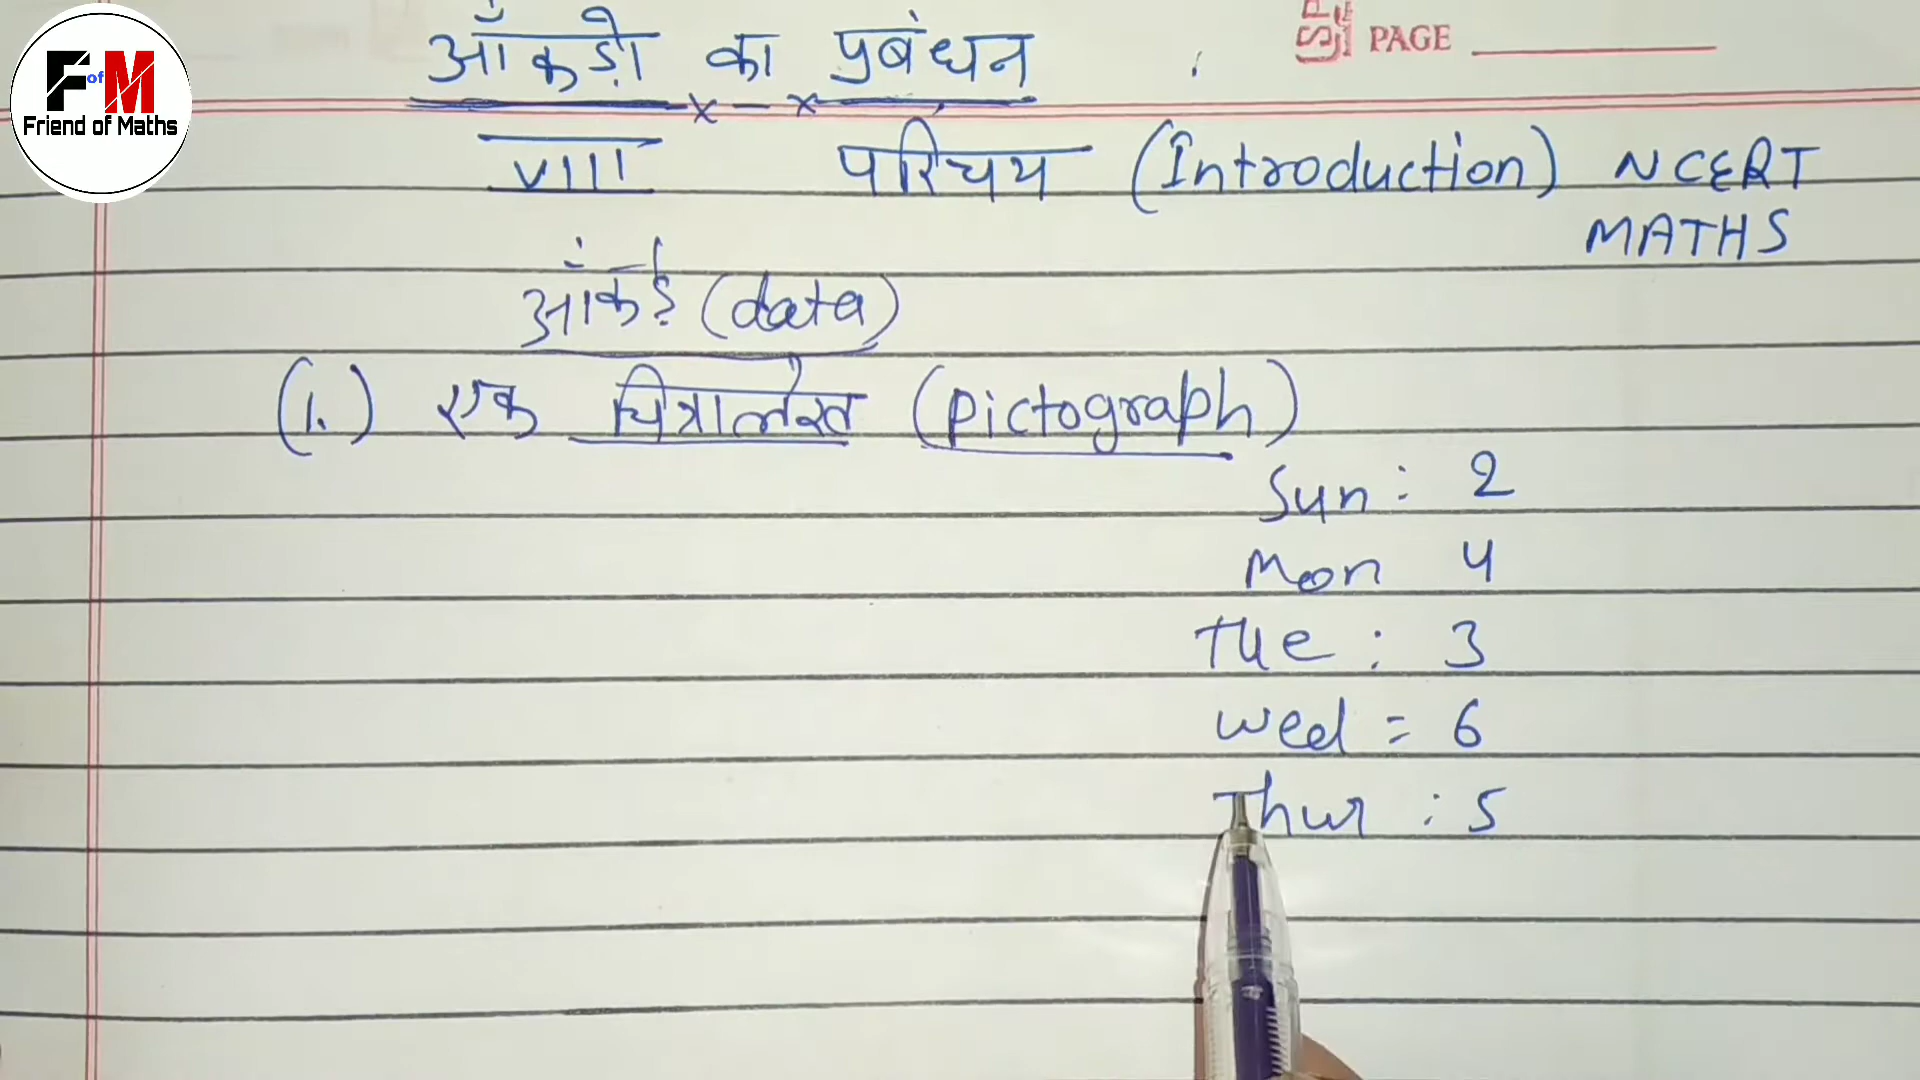 आँकड़ो का प्रबंधन
PAGE
F of M
Friend of Maths
VIII परिचय (Introduction) NCERT
MATHS
आंकड़े (data)
(1.) एक चित्रालेख (pictograph)
Sun : 2
Mon 4
Tue : 3
Wed = 6
Thur : 5